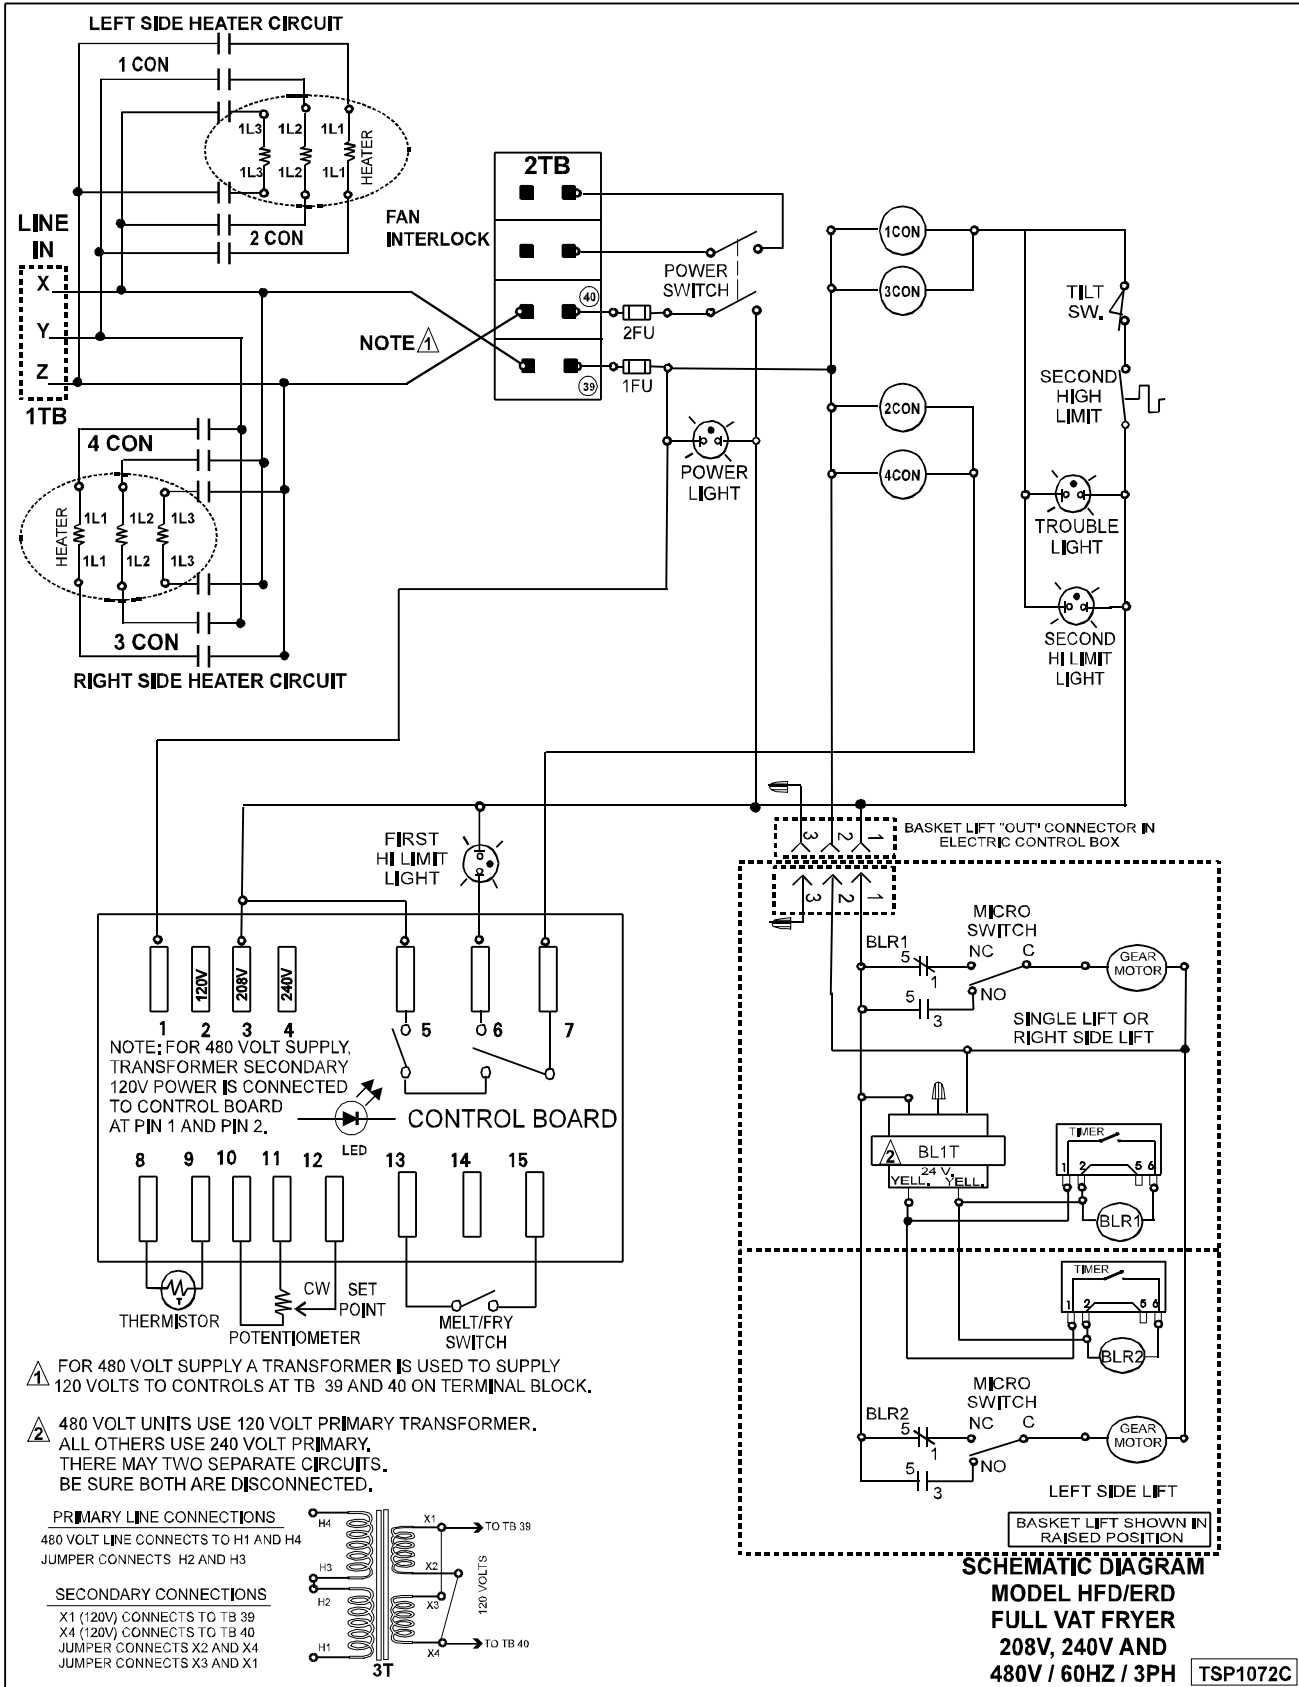 LEFT SIDE HEATER CIRCUIT
1 CON
1L3 1L2 1L1
1L3 1L2 1L1
HEATER
2 CON
LINE
IN
X
Y
Z
1TB
FAN
INTERLOCK
NOTE 1
2TB
40
39
2FU
1FU
POWER
SWITCH
POWER
LIGHT
1CON
3CON
2CON
4CON
TILT
SW.
SECOND
HIGH
LIMIT
TROUBLE
LIGHT
SECOND
HI LIMIT
LIGHT
4 CON
HEATER
1L1 1L2 1L3
1L1 1L2 1L3
3 CON
RIGHT SIDE HEATER CIRCUIT
FIRST
HI LIMIT
LIGHT
3 2 1
BASKET LIFT "OUT" CONNECTOR IN
ELECTRIC CONTROL BOX
3 2 1
120V
208V
240V
1 2 3 4 5 6 7
NOTE: FOR 480 VOLT SUPPLY,
TRANSFORMER SECONDARY
120V POWER IS CONNECTED
TO CONTROL BOARD
AT PIN 1 AND PIN 2.
LED
CONTROL BOARD
8 9 10 11 12 13 14 15
T
THERMISTOR
CW
SET
POINT
POTENTIOMETER
MELT/FRY
SWITCH
MICRO
SWITCH
BLR1
5
1
NC C
NO
5
3
GEAR
MOTOR
SINGLE LIFT OR
RIGHT SIDE LIFT
2 BL1T
24 V.
YELL. YELL.
TIMER
1 2 5 6
BLR1
TIMER
1 2 5 6
BLR2
MICRO
SWITCH
BLR2
5
1
NC C
NO
5
3
GEAR
MOTOR
LEFT SIDE LIFT
BASKET LIFT SHOWN IN
RAISED POSITION
1 FOR 480 VOLT SUPPLY A TRANSFORMER IS USED TO SUPPLY
120 VOLTS TO CONTROLS AT TB 39 AND 40 ON TERMINAL BLOCK.
2 480 VOLT UNITS USE 120 VOLT PRIMARY TRANSFORMER.
ALL OTHERS USE 240 VOLT PRIMARY.
THERE MAY TWO SEPARATE CIRCUITS.
BE SURE BOTH ARE DISCONNECTED.
PRIMARY LINE CONNECTIONS
480 VOLT LINE CONNECTS TO H1 AND H4
JUMPER CONNECTS H2 AND H3
SECONDARY CONNECTIONS
X1 (120V) CONNECTS TO TB 39
X4 (120V) CONNECTS TO TB 40
JUMPER CONNECTS X2 AND X4
JUMPER CONNECTS X3 AND X1
H4
H3
H2
H1
3T
X1
X2
X3
X4
TO TB 39
120 VOLTS
TO TB 40
SCHEMATIC DIAGRAM
MODEL HFD/ERD
FULL VAT FRYER
208V, 240V AND
480V / 60HZ / 3PH
TSP1072C